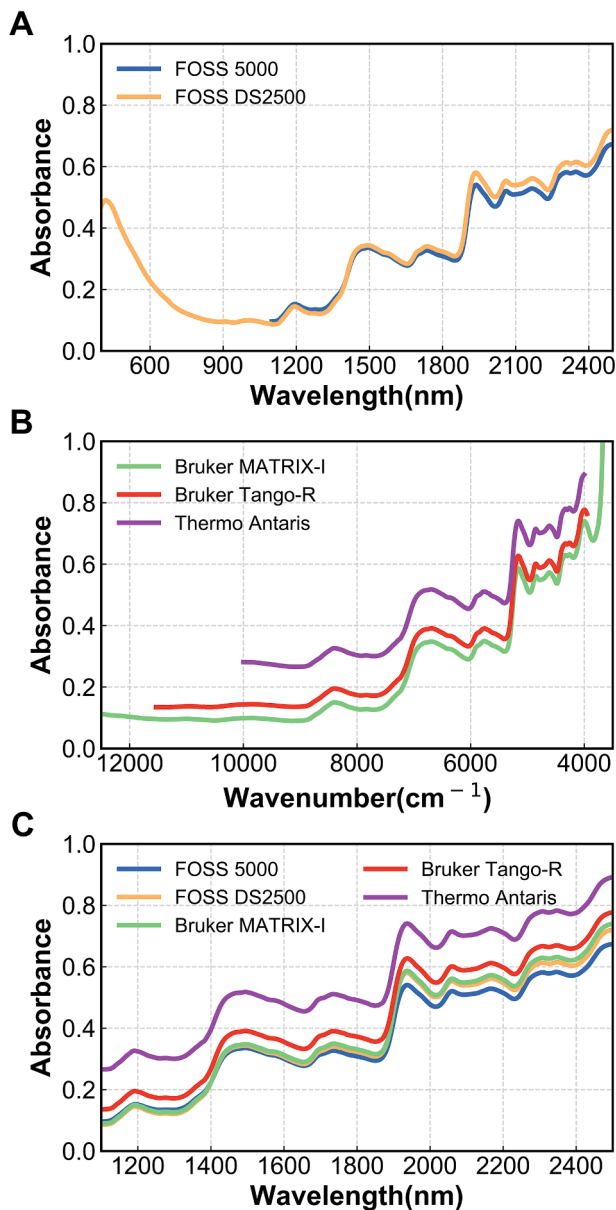 A
1.0
0.8
0.6
0.4
0.2
0.0
Absorbance
FOSS 5000
FOSS DS2500
600 900 1200 1500 1800 2100 2400
Wavelength(nm)
B
1.0
0.8
0.6
0.4
0.2
0.0
Absorbance
Bruker MATRIX-I
Bruker Tango-R
Thermo Antaris
12000 10000 8000 6000 4000
Wavenumber(cm⁻¹)
C
1.0
0.8
0.6
0.4
0.2
0.0
Absorbance
FOSS 5000
FOSS DS2500
Bruker MATRIX-I
Bruker Tango-R
Thermo Antaris
1200 1400 1600 1800 2000 2200 2400
Wavelength(nm)